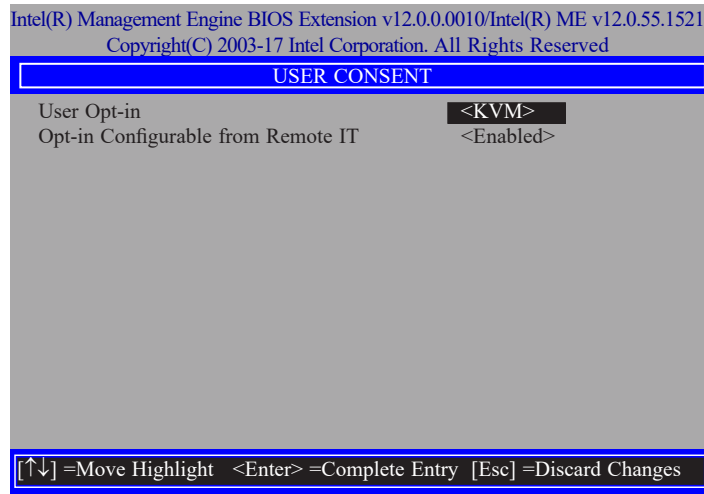 Intel(R) Management Engine BIOS Extension v12.0.0.0010/Intel(R) ME v12.0.55.1521
Copyright(C) 2003-17 Intel Corporation. All Rights Reserved
USER CONSENT
User Opt-in <KVM>
Opt-in Configurable from Remote IT <Enabled>
[↑↓] =Move Highlight <Enter> =Complete Entry [Esc] =Discard Changes